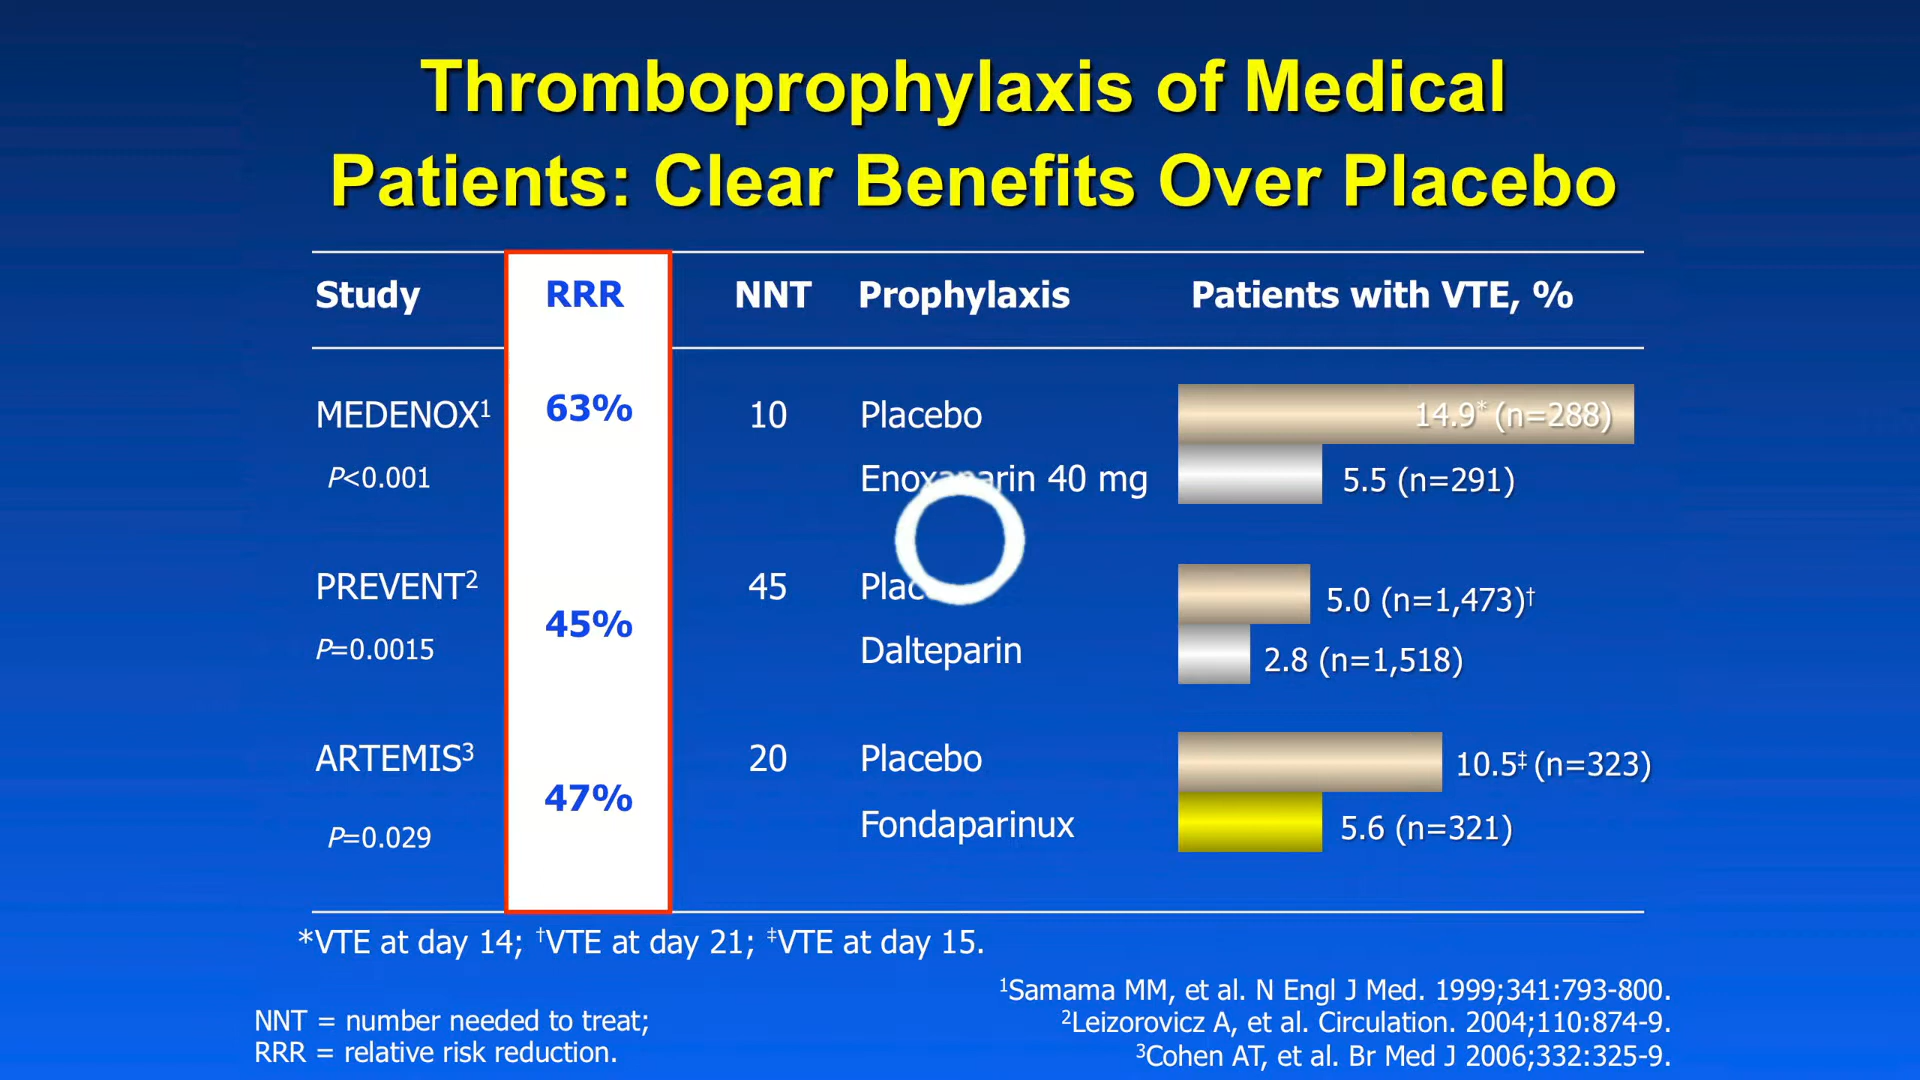 Thromboprophylaxis of Medical
Patients: Clear Benefits Over Placebo
Study RRR NNT Prophylaxis Patients with VTE, %
MEDENOX¹ 63% 10 Placebo 14.9* (n=288)
P<0.001 Enoxaparin 40 mg 5.5 (n=291)
PREVENT² 45% 45 5.0 (n=1,473)†
P=0.0015 Dalteparin 2.8 (n=1,518)
ARTEMIS³ 47% 20 Placebo 10.5‡ (n=323)
P=0.029 Fondaparinux 5.6 (n=321)
*VTE at day 14; †VTE at day 21; ‡VTE at day 15.
NNT = number needed to treat;
RRR = relative risk reduction.
¹Samama MM, et al. N Engl J Med. 1999;341:793-800.
²Leizorovicz A, et al. Circulation. 2004;110:874-9.
³Cohen AT, et al. Br Med J 2006;332:325-9.